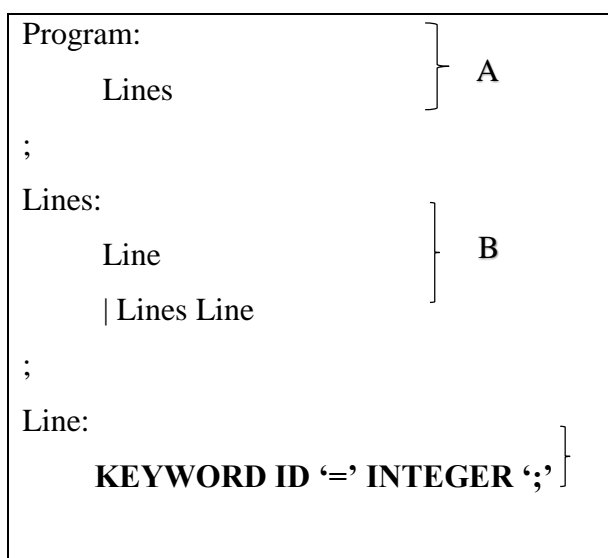 Program:
Lines
A
;
Lines:
Line
B
| Lines Line
;
Line:
KEYWORD ID ‘=’ INTEGER ‘;’